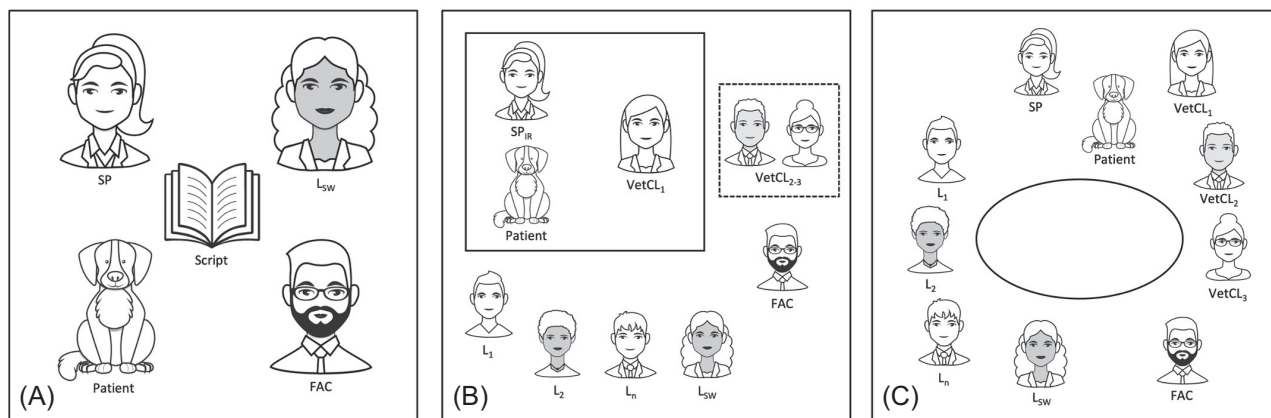 SP
L_SW
Script
Patient
FAC
(A)
SP_IR
VetCL_1
VetCL_2-3
Patient
FAC
L_1
L_2
L_n
L_SW
(B)
SP
VetCL_1
Patient
L_1
VetCL_2
L_2
VetCL_3
L_n
L_SW
FAC
(C)